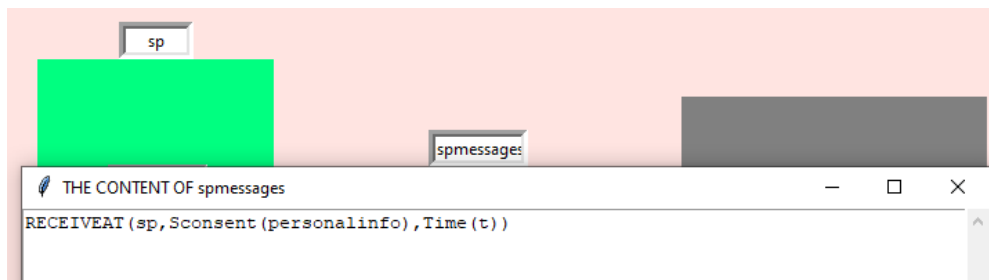 sp
spmessages
THE CONTENT OF spmessages
RECEIVEAT(sp,Sconsent(personalinfo),Time(t))